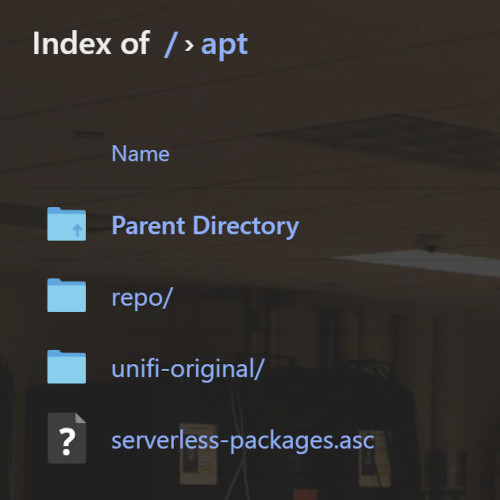 Index of / › apt
Name
Parent Directory
repo/
unifi-original/
?
serverless-packages.asc